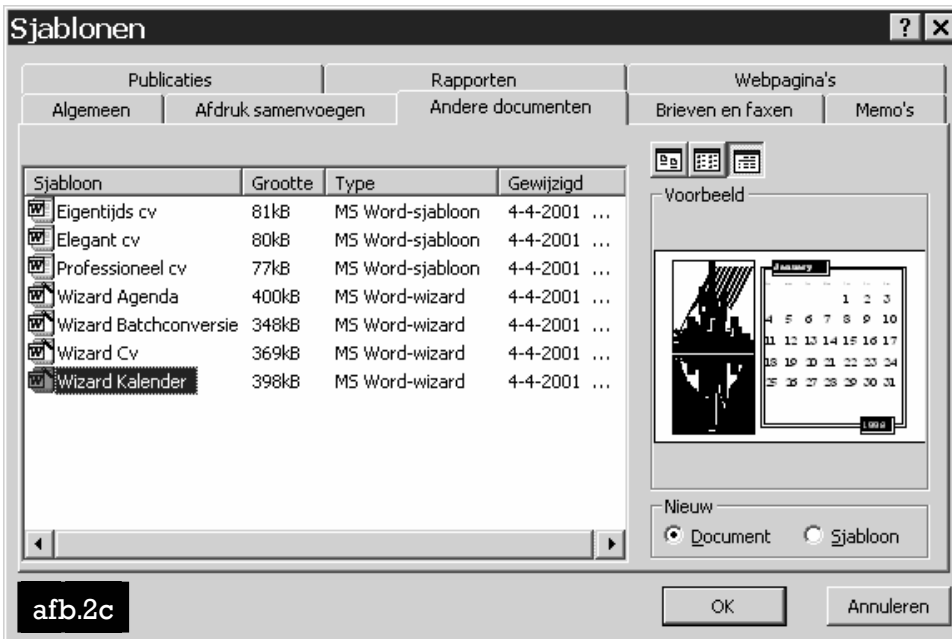 Sjablonen
Publicaties Rapporten Webpagina's
Algemeen Afdruk samenvoegen Andere documenten Brieven en faxen Memo's
Sjabloon Grootte Type Gewijzigd
Eigentijds cv 81kB MS Word-sjabloon 4-4-2001 ...
Elegant cv 80kB MS Word-sjabloon 4-4-2001 ...
Professioneel cv 77kB MS Word-sjabloon 4-4-2001 ...
Wizard Agenda 400kB MS Word-wizard 4-4-2001 ...
Wizard Batchconversie 348kB MS Word-wizard 4-4-2001 ...
Wizard Cv 369kB MS Word-wizard 4-4-2001 ...
Wizard Kalender 398kB MS Word-wizard 4-4-2001 ...
Voorbeeld
January
1 2 3
4 5 6 7 8 9 10
11 12 13 14 15 16 17
18 19 20 21 22 23 24
25 26 27 28 29 30 31
1998
Nieuw
Document Sjabloon
OK Annuleren
afb.2c